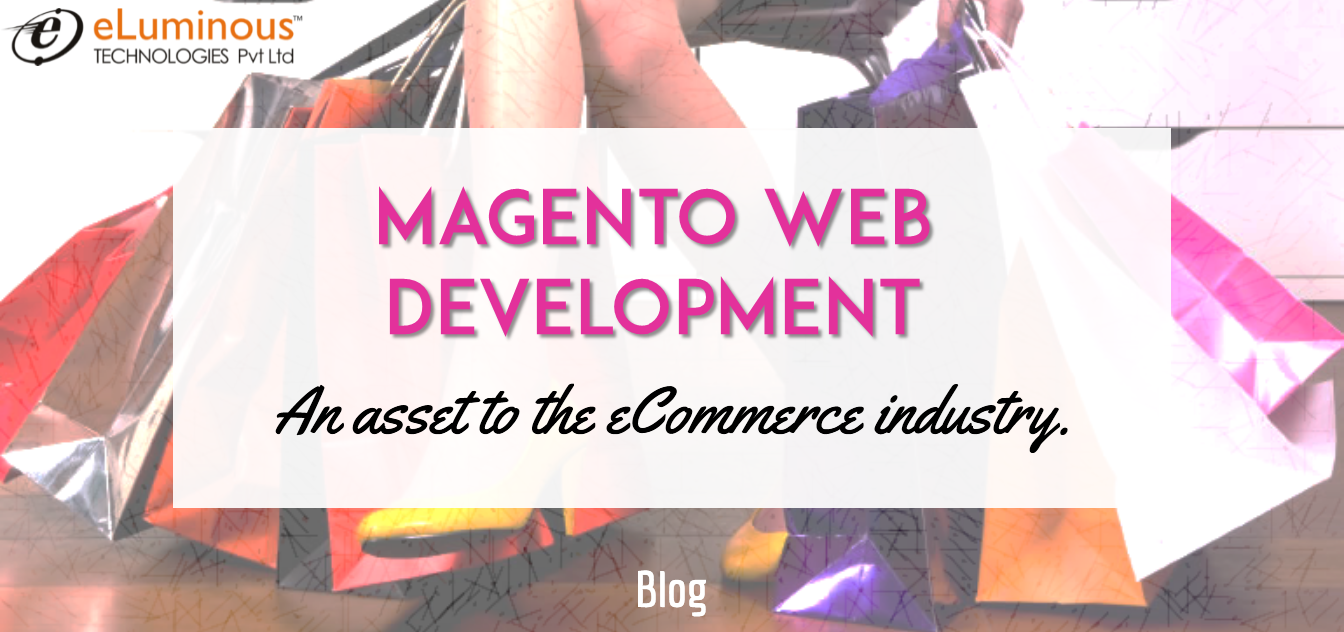 eLuminous™
TECHNOLOGIES Pvt Ltd
MAGENTO WEB
DEVELOPMENT
An asset to the eCommerce industry.
Blog